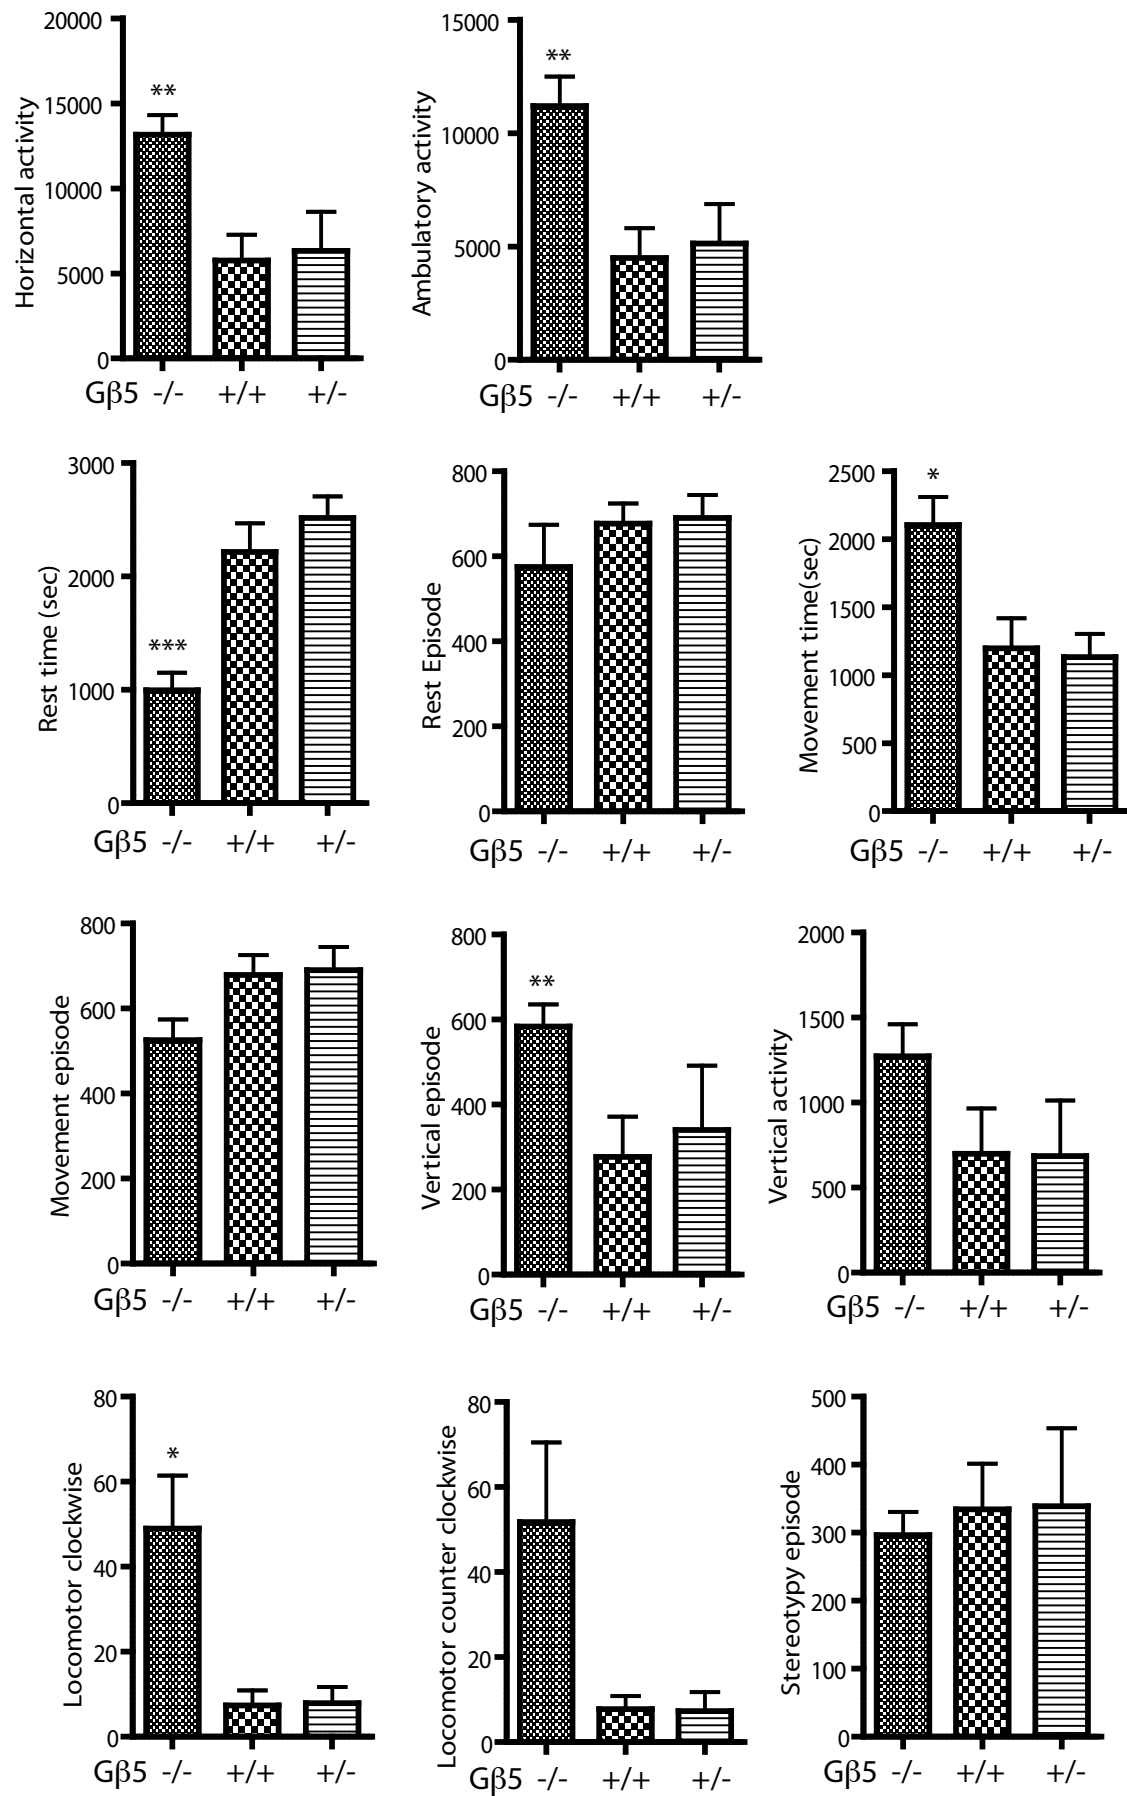 20000
15000
10000
5000
0
Horizontal activity
**
Gβ5 -/- +/+ +/-
15000
10000
5000
0
Ambulatory activity
**
Gβ5 -/- +/+ +/-
3000
2000
1000
0
Rest time (sec)
***
Gβ5 -/- +/+ +/-
800
600
400
200
0
Rest Episode
Gβ5 -/- +/+ +/-
2500
2000
1500
1000
500
0
Movement time(sec)
*
Gβ5 -/- +/+ +/-
800
600
400
200
0
Movement episode
Gβ5 -/- +/+ +/-
800
600
400
200
0
Vertical episode
**
Gβ5 -/- +/+ +/-
2000
1500
1000
500
0
Vertical activity
Gβ5 -/- +/+ +/-
80
60
40
20
0
Locomotor clockwise
*
Gβ5 -/- +/+ +/-
80
60
40
20
0
Locomotor counter clockwise
Gβ5 -/- +/+ +/-
500
400
300
200
100
0
Stereotypy episode
Gβ5 -/- +/+ +/-